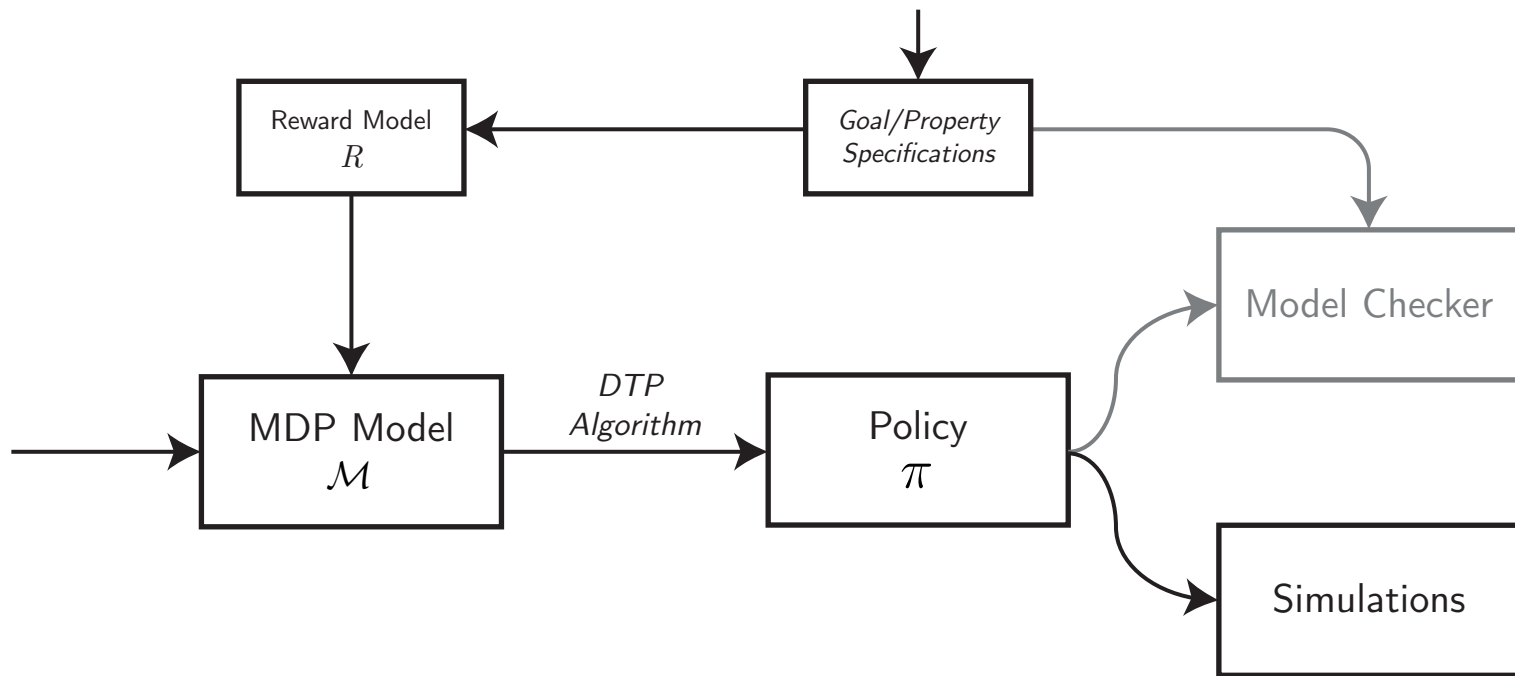 Reward Model
R
Goal/Property
Specifications
Model Checker
DTP
Algorithm
MDP Model
ℳ
Policy
π
Simulations